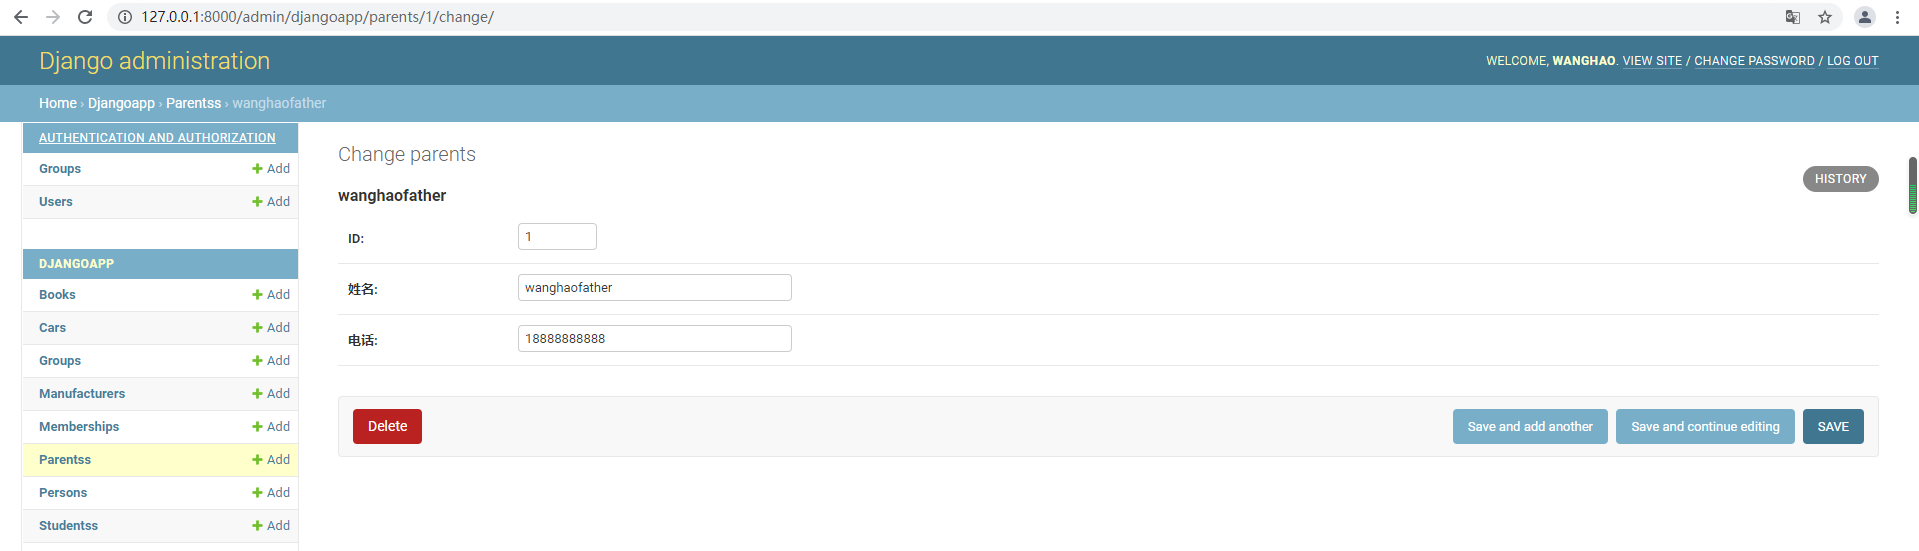 127.0.0.1:8000/admin/djangoapp/parents/1/change/
Django administration
WELCOME, WANGHAO. VIEW SITE / CHANGE PASSWORD / LOG OUT
Home › Djangoapp › Parentss › wanghaofather
AUTHENTICATION AND AUTHORIZATION
Groups + Add
Users + Add
DJANGOAPP
Books + Add
Cars + Add
Groups + Add
Manufacturers + Add
Memberships + Add
Parentss + Add
Persons + Add
Studentss + Add
Change parents
HISTORY
wanghaofather
ID: 1
姓名: wanghaofather
电话: 18888888888
Delete
Save and add another
Save and continue editing
SAVE